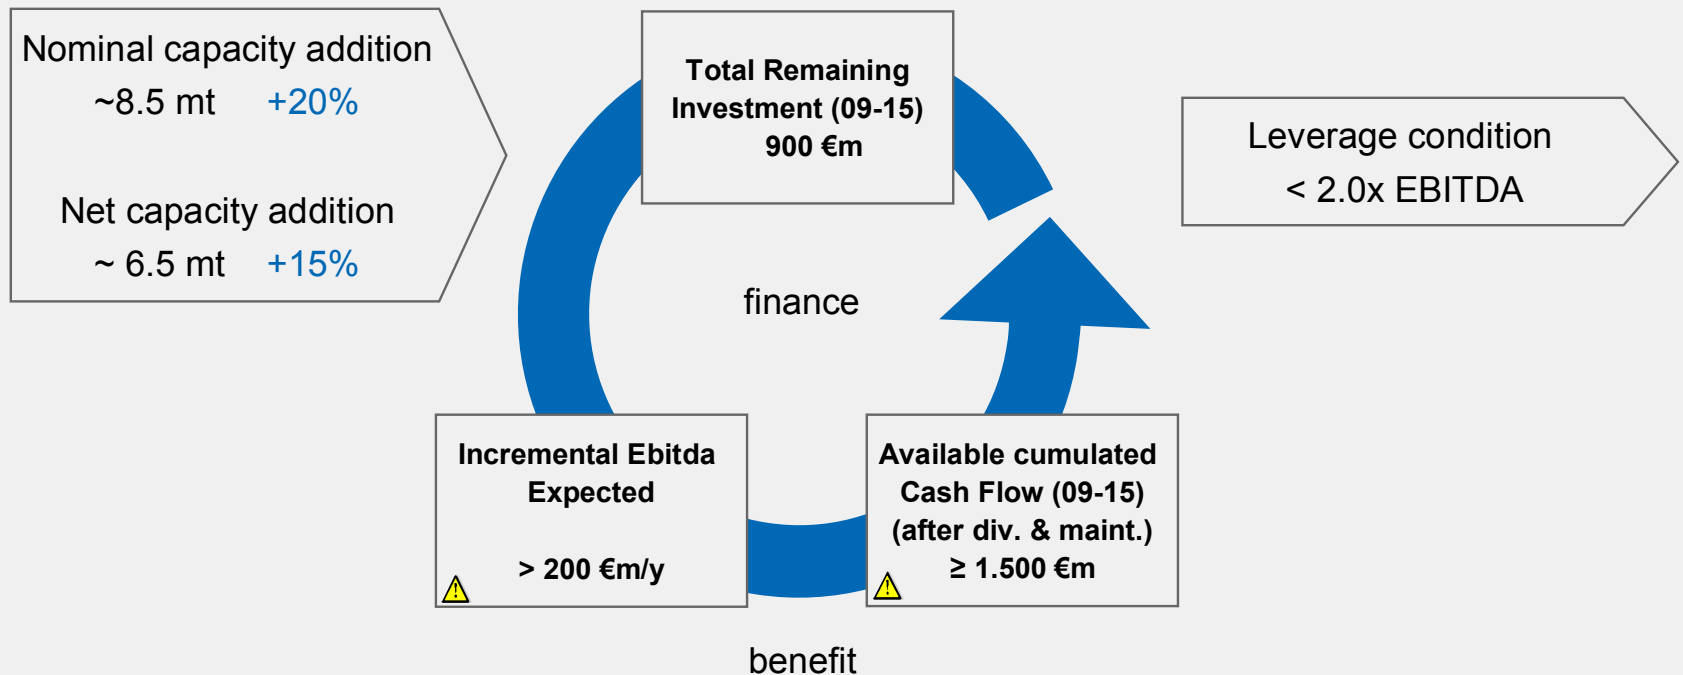 Nominal capacity addition
~8.5 mt +20%
Net capacity addition
~ 6.5 mt +15%
Total Remaining
Investment (09-15)
900 €m
Leverage condition
< 2.0x EBITDA
finance
Incremental Ebitda
Expected
> 200 €m/y
Available cumulated
Cash Flow (09-15)
(after div. & maint.)
≥ 1.500 €m
benefit